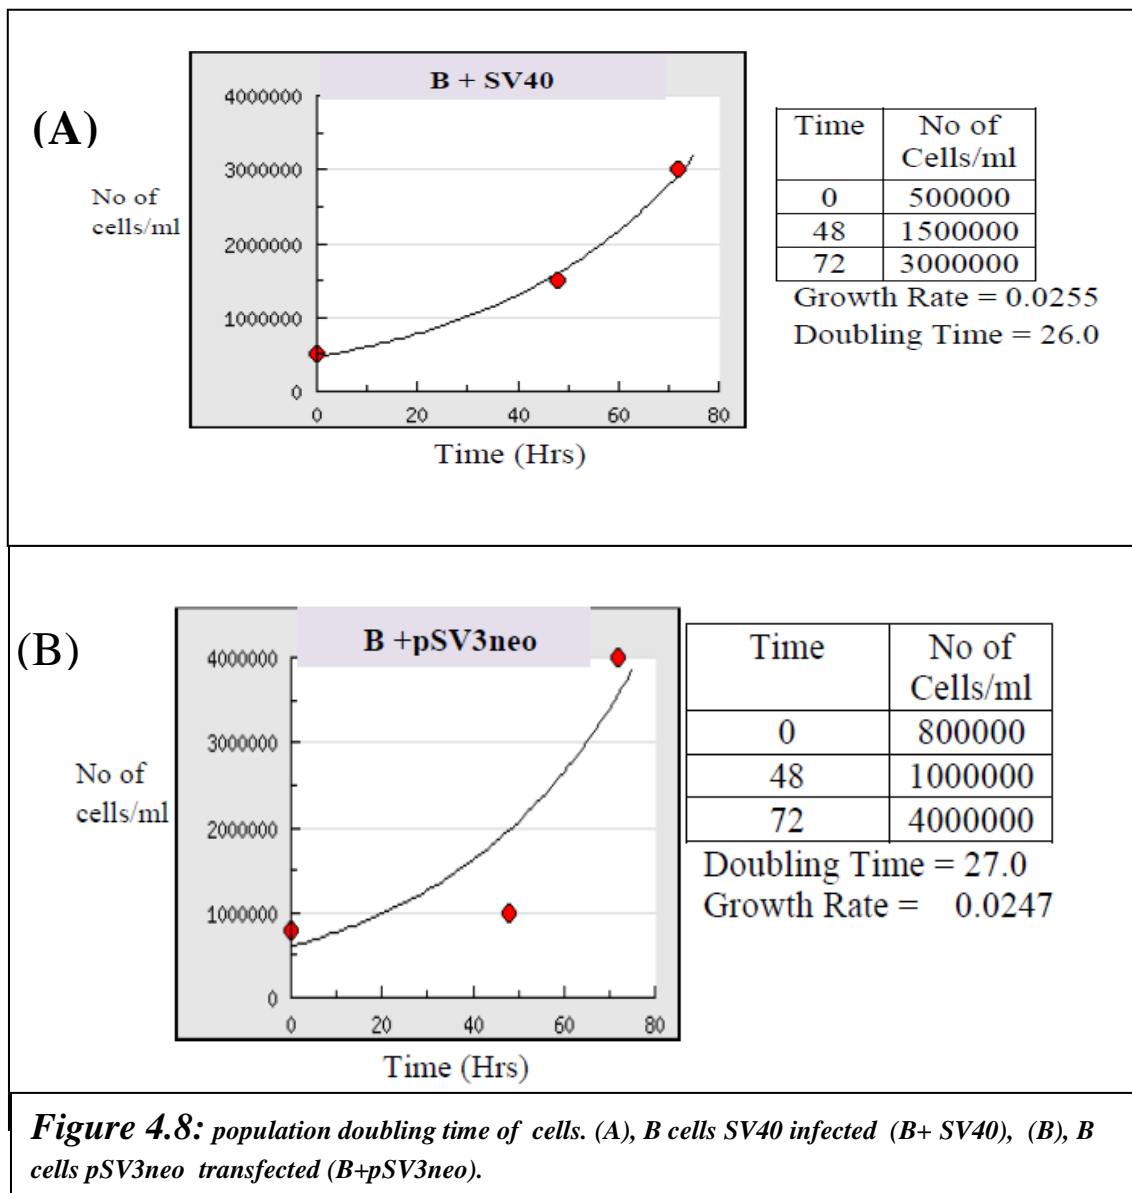 (A)
B + SV40
4000000
3000000
2000000
1000000
0
No of
cells/ml
0 20 40 60 80
Time (Hrs)
Time No of
Cells/ml
0 500000
48 1500000
72 3000000
Growth Rate = 0.0255
Doubling Time = 26.0
(B)
B +pSV3neo
4000000
3000000
2000000
1000000
0
No of
cells/ml
0 20 40 60 80
Time (Hrs)
Time No of
Cells/ml
0 800000
48 1000000
72 4000000
Doubling Time = 27.0
Growth Rate = 0.0247
Figure 4.8: population doubling time of cells. (A), B cells SV40 infected (B+ SV40), (B), B
cells pSV3neo transfected (B+pSV3neo).